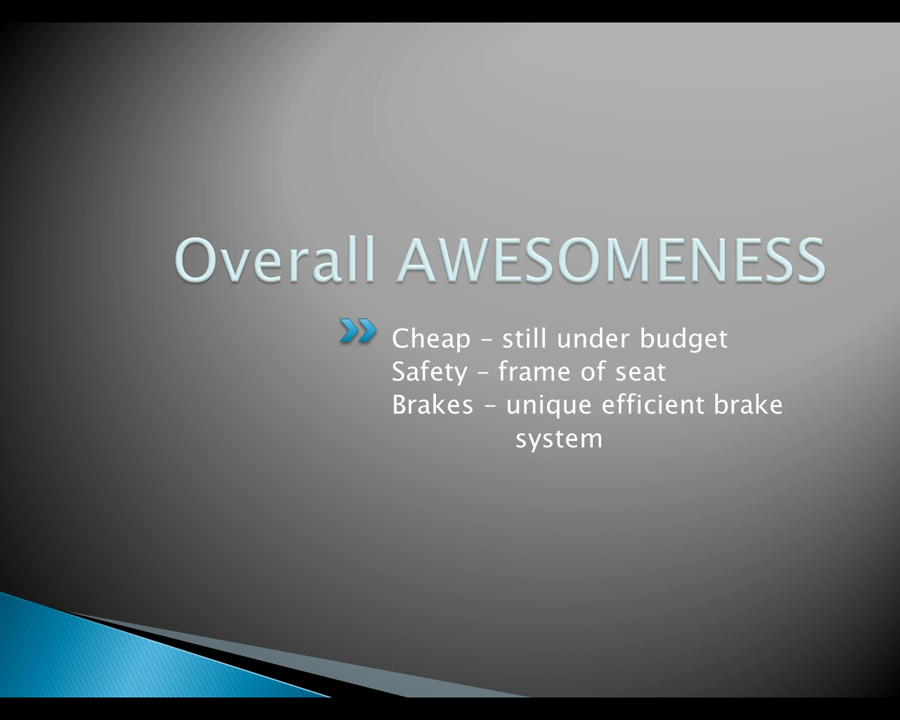 Overall AWESOMENESS
Cheap – still under budget
Safety – frame of seat
Brakes – unique efficient brake
system